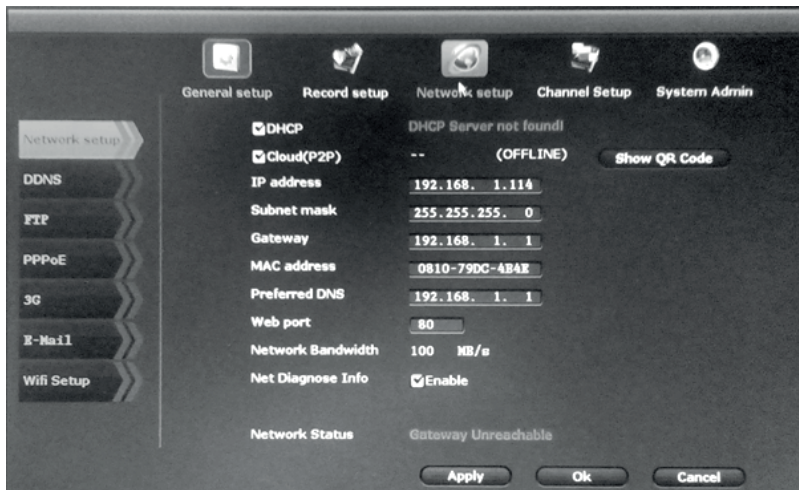 General setup Record setup Network setup Channel Setup System Admin
Network setup
DHCP DHCP Server not found!
Cloud(P2P) -- (OFFLINE) Show QR Code
DDNS
IP address 192.168. 1.114
Subnet mask 255.255.255. 0
FTP
Gateway 192.168. 1. 1
PPPoE
MAC address 0810-79DC-4B4E
3G
Preferred DNS 192.168. 1. 1
Web port 80
E-Mail
Network Bandwidth 100 MB/s
Wifi Setup
Net Diagnose Info Enable
Network Status Gateway Unreachable
Apply Ok Cancel